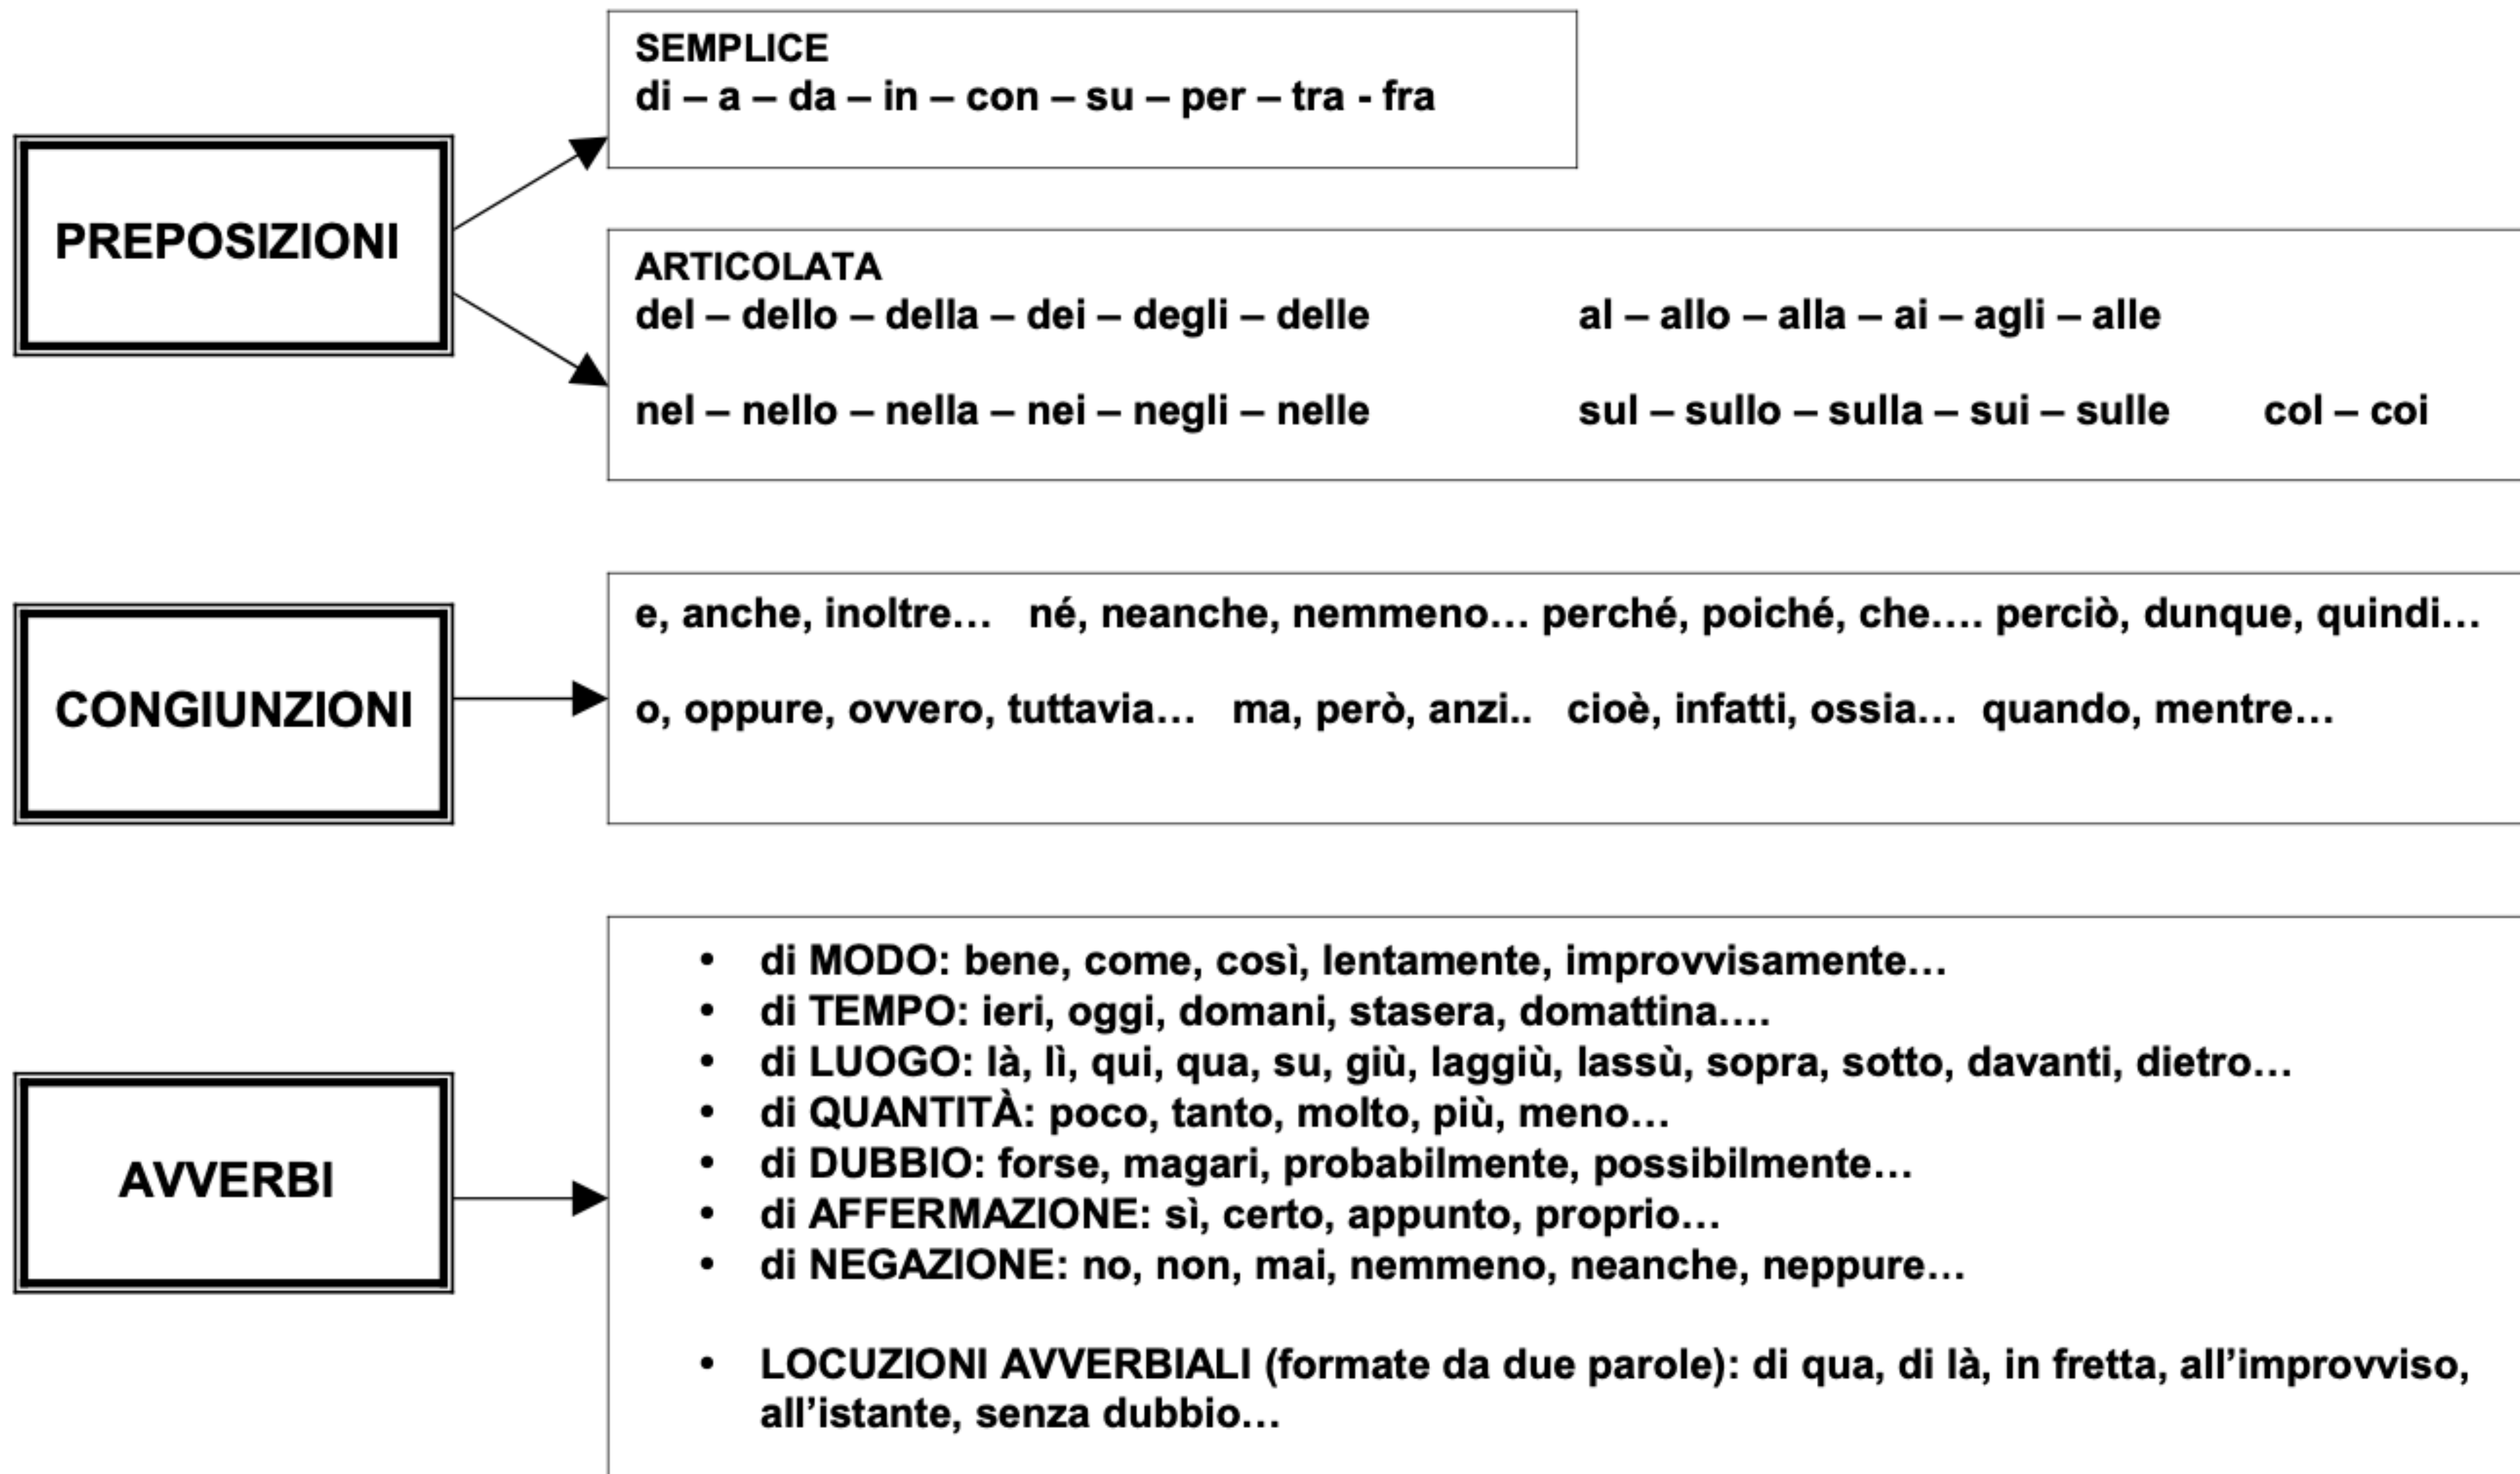 SEMPLICE
di – a – da – in – con – su – per – tra - fra
PREPOSIZIONI
ARTICOLATA
del – dello – della – dei – degli – delle al – allo – alla – ai – agli – alle
nel – nello – nella – nei – negli – nelle sul – sullo – sulla – sui – sulle col – coi
CONGIUNZIONI
e, anche, inoltre… né, neanche, nemmeno… perché, poiché, che…. perciò, dunque, quindi…
o, oppure, ovvero, tuttavia… ma, però, anzi.. cioè, infatti, ossia… quando, mentre…
AVVERBI
• di MODO: bene, come, così, lentamente, improvvisamente…
• di TEMPO: ieri, oggi, domani, stasera, domattina….
• di LUOGO: là, lì, qui, qua, su, giù, laggiù, lassù, sopra, sotto, davanti, dietro…
• di QUANTITÀ: poco, tanto, molto, più, meno…
• di DUBBIO: forse, magari, probabilmente, possibilmente…
• di AFFERMAZIONE: sì, certo, appunto, proprio…
• di NEGAZIONE: no, non, mai, nemmeno, neanche, neppure…
• LOCUZIONI AVVERBIALI (formate da due parole): di qua, di là, in fretta, all’improvviso,
all’istante, senza dubbio…